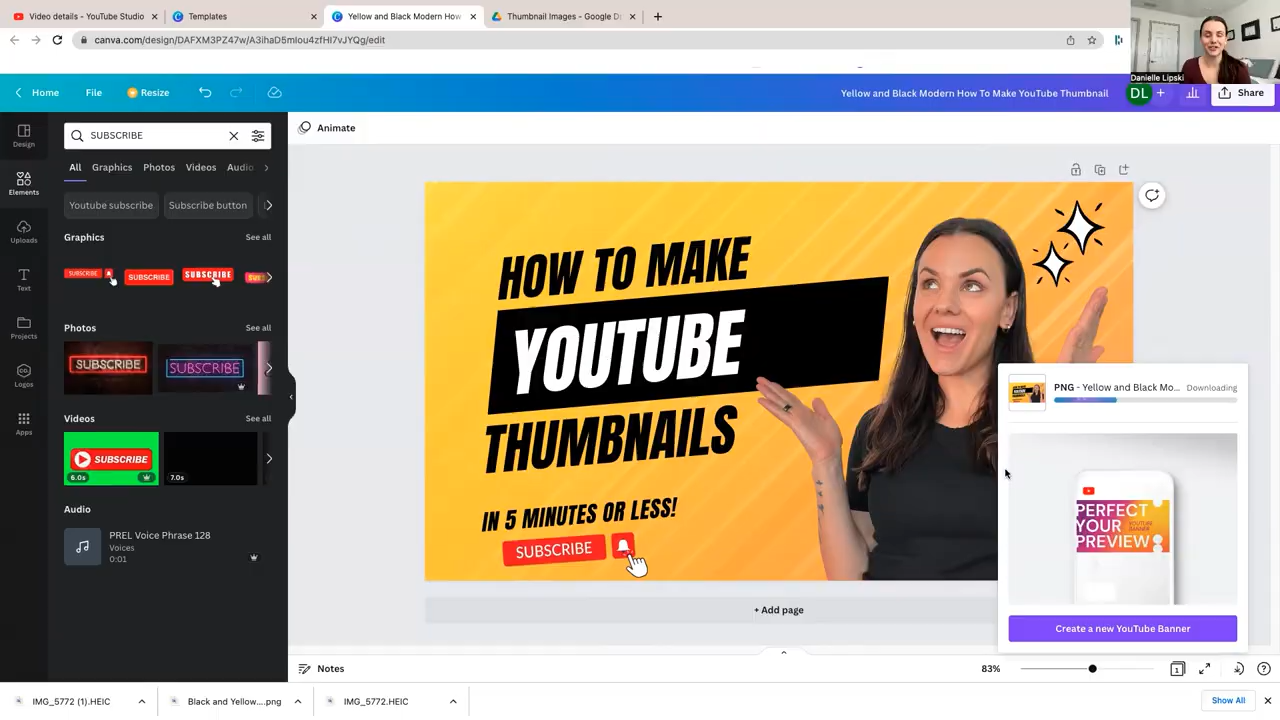 Video details - YouTube Studio
Templates
Yellow and Black Modern How
Thumbnail Images - Google D
canva.com/design/DAFXM3PZ47w/A3ihaD5mIou4zfHI7vJYQg/edit
Danielle Lipski
Home
File
Resize
Yellow and Black Modern How To Make YouTube Thumbnail
DL
Share
Design
Elements
Uploads
Text
Projects
Logos
Apps
SUBSCRIBE
All
Graphics
Photos
Videos
Audio
Youtube subscribe
Subscribe button
Graphics
See all
SUBSCRIBE
SUBSCRIBE
SUBSCRIBE
Photos
See all
SUBSCRIBE
SUBSCRIBE
Videos
See all
SUBSCRIBE
6.0s
7.0s
Audio
PREL Voice Phrase 128
Voices
0:01
Animate
HOW TO MAKE
YOUTUBE
THUMBNAILS
IN 5 MINUTES OR LESS!
SUBSCRIBE
PNG - Yellow and Black Mo...
Downloading
PERFECT
YOUR
YOUTUBE
BANNER
PREVIEW
Create a new YouTube Banner
+ Add page
Notes
83%
1
IMG_5772 (1).HEIC
Black and Yellow....png
IMG_5772.HEIC
Show All